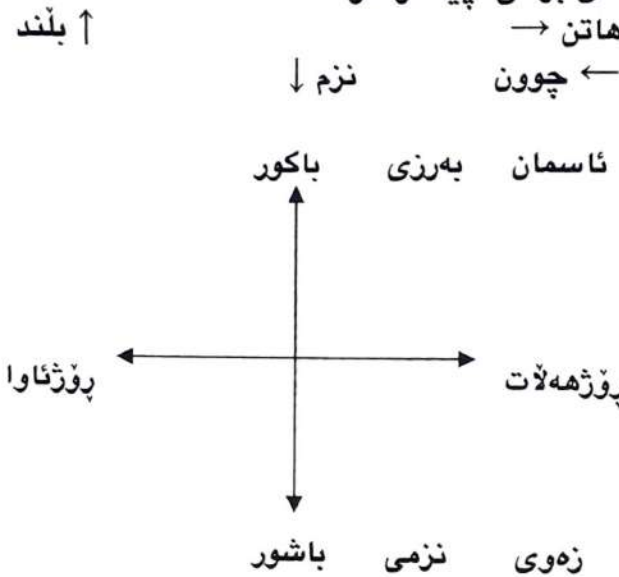 هاتن → ↑ بڵند
← چوون نزم ↓
ئاسمان بەرزی باکور
ڕۆژهەڵات ڕۆژئاوا
زەوی نزمی باشور